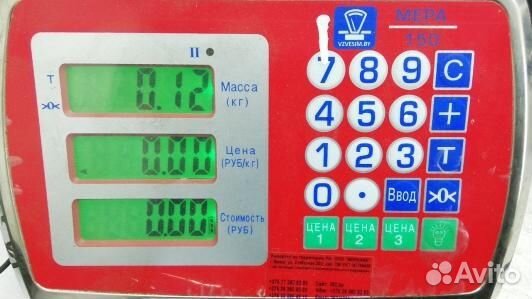 МЕРА
150
VZVESIM.BY
II
T
>0<
0.12
Масса
(кг)
0.00
Цена
(РУБ/кг)
0.00
Стоимость
(РУБ)
7 8 9 C
4 5 6 +
1 2 3 T
0 . Ввод >0<
ЦЕНА 1
ЦЕНА 2
ЦЕНА 3
Avito